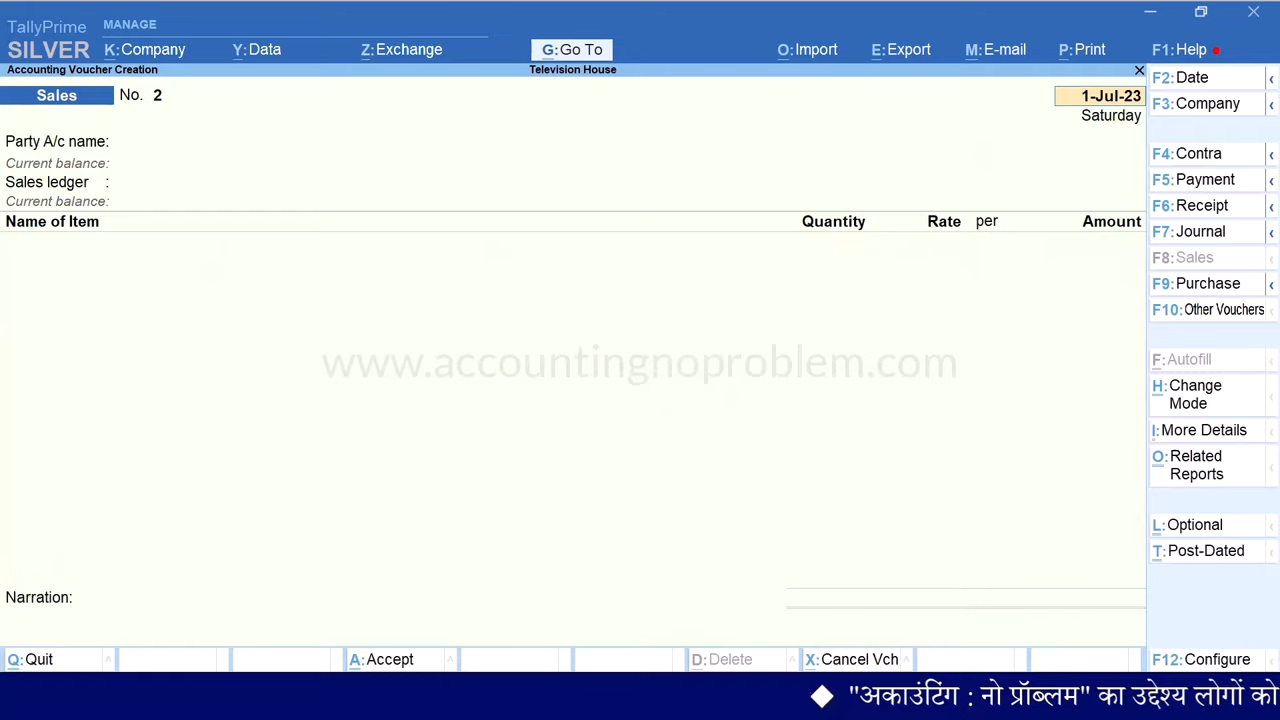 TallyPrime MANAGE
SILVER K:Company Y:Data Z:Exchange G:Go To O:Import E:Export M:E-mail P:Print F1:Help
Accounting Voucher Creation Television House
Sales No. 2 1-Jul-23
Saturday
Party A/c name:
Current balance:
Sales ledger :
Current balance:
Name of Item Quantity Rate per Amount
www.accountingnoproblem.com
Narration:
F2:Date
F3:Company
F4:Contra
F5:Payment
F6:Receipt
F7:Journal
F8:Sales
F9:Purchase
F10:Other Vouchers
F:Autofill
H:Change
Mode
I:More Details
O:Related
Reports
L:Optional
T:Post-Dated
Q:Quit A:Accept D:Delete X:Cancel Vch F12:Configure
"अकाउंटिंग : नो प्रॉब्लम" का उद्देश्य लोगों को